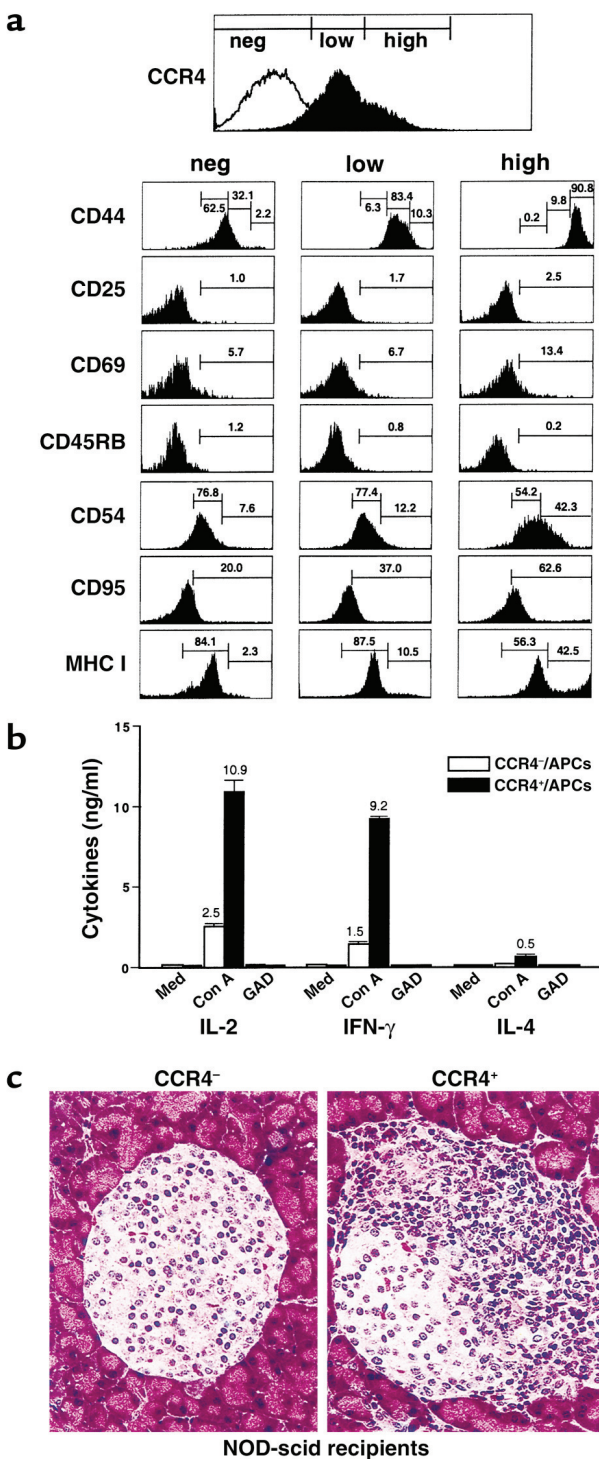 a
neg low high
CCR4
neg low high
CD44
62.5 32.1 2.2
6.3 83.4 10.3
0.2 9.8 90.8
CD25
1.0 1.7 2.5
CD69
5.7 6.7 13.4
CD45RB
1.2 0.8 0.2
CD54
76.8 7.6
77.4 12.2
54.2 42.3
CD95
20.0 37.0 62.6
MHC I
84.1 2.3
87.5 10.5
56.3 42.5
b
Cytokines (ng/ml)
15
10
5
0
CCR4⁻/APCs
CCR4⁺/APCs
2.5 10.9
1.5 9.2
0.5
Med Con A GAD Med Con A GAD Med Con A GAD
IL-2 IFN-γ IL-4
c
CCR4⁻ CCR4⁺
NOD-scid recipients